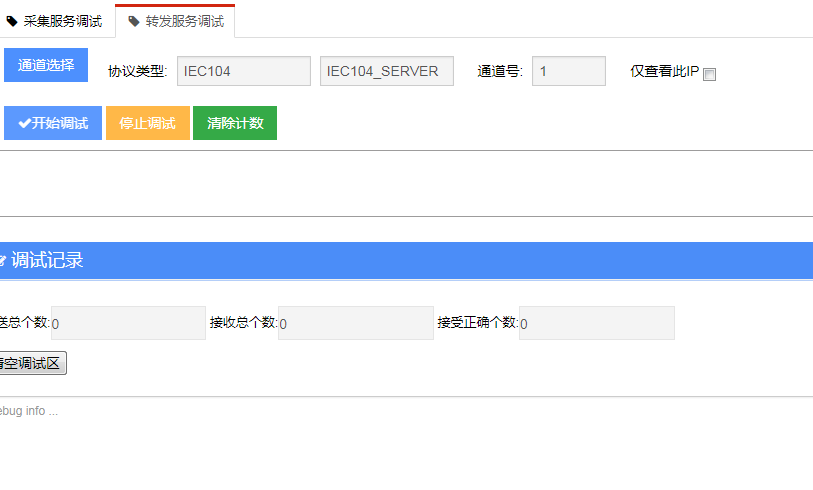 采集服务调试 转发服务调试
通道选择 协议类型: IEC104 IEC104_SERVER 通道号: 1 仅查看此IP
开始调试 停止调试 清除计数
调试记录
送总个数:0 接收总个数:0 接受正确个数:0
清空调试区
ebug info ...